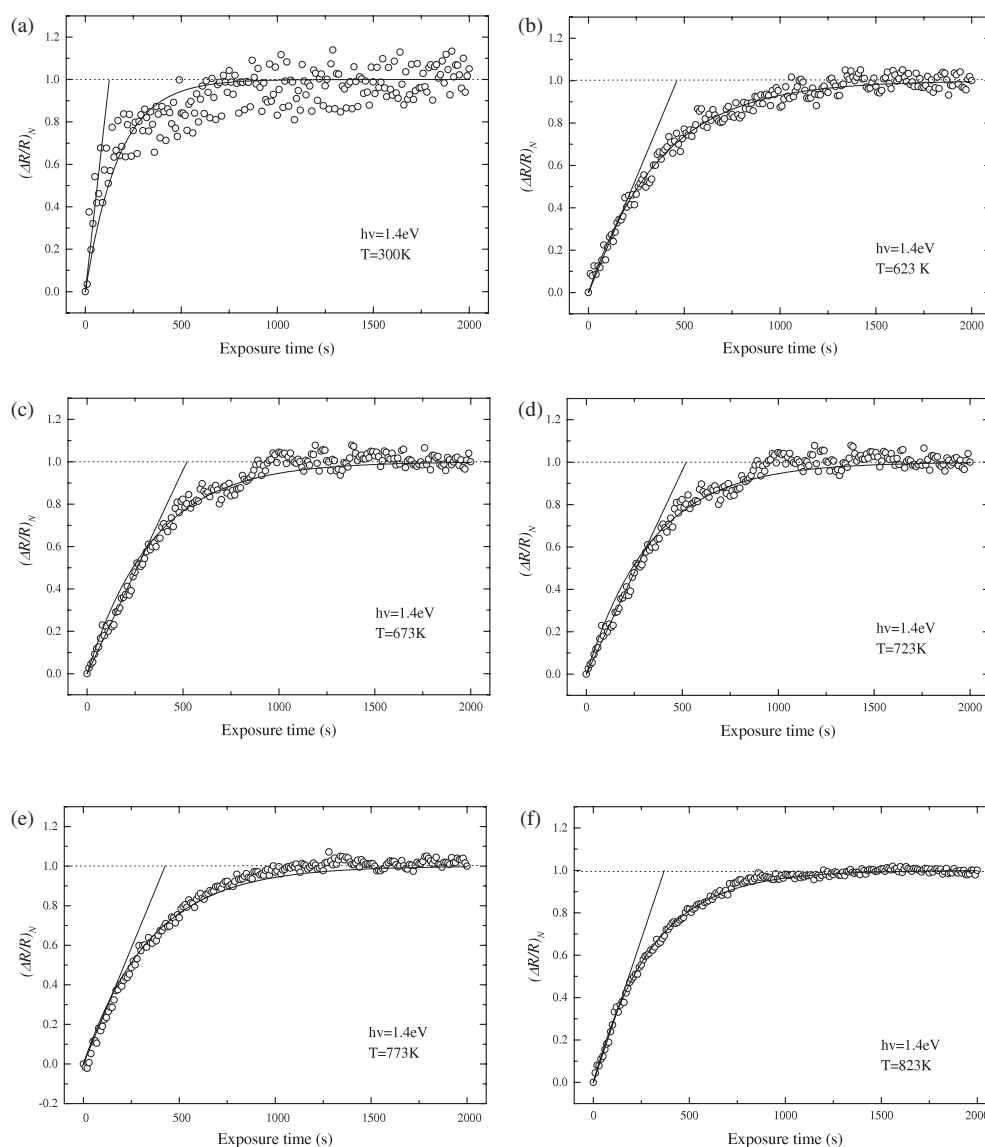 (a)
1.2
1.0
0.8
0.6
0.4
0.2
0.0
(ΔR/R)N
hν=1.4eV
T=300K
0 500 1000 1500 2000
Exposure time (s)
(b)
1.2
1.0
0.8
0.6
0.4
0.2
0.0
(ΔR/R)N
hν=1.4eV
T=623 K
0 500 1000 1500 2000
Exposure time (s)
(c)
1.2
1.0
0.8
0.6
0.4
0.2
0.0
(ΔR/R)N
hν=1.4eV
T=673K
0 500 1000 1500 2000
Exposure time (s)
(d)
1.2
1.0
0.8
0.6
0.4
0.2
0.0
(ΔR/R)N
hν=1.4eV
T=723K
0 500 1000 1500 2000
Exposure time (s)
(e)
1.2
1.0
0.8
0.6
0.4
0.2
0.0
-0.2
(ΔR/R)N
hν=1.4eV
T=773K
0 500 1000 1500 2000
Exposure time (s)
(f)
1.2
1.0
0.8
0.6
0.4
0.2
0.0
(ΔR/R)N
hν=1.4eV
T=823K
0 500 1000 1500 2000
Exposure time (s)